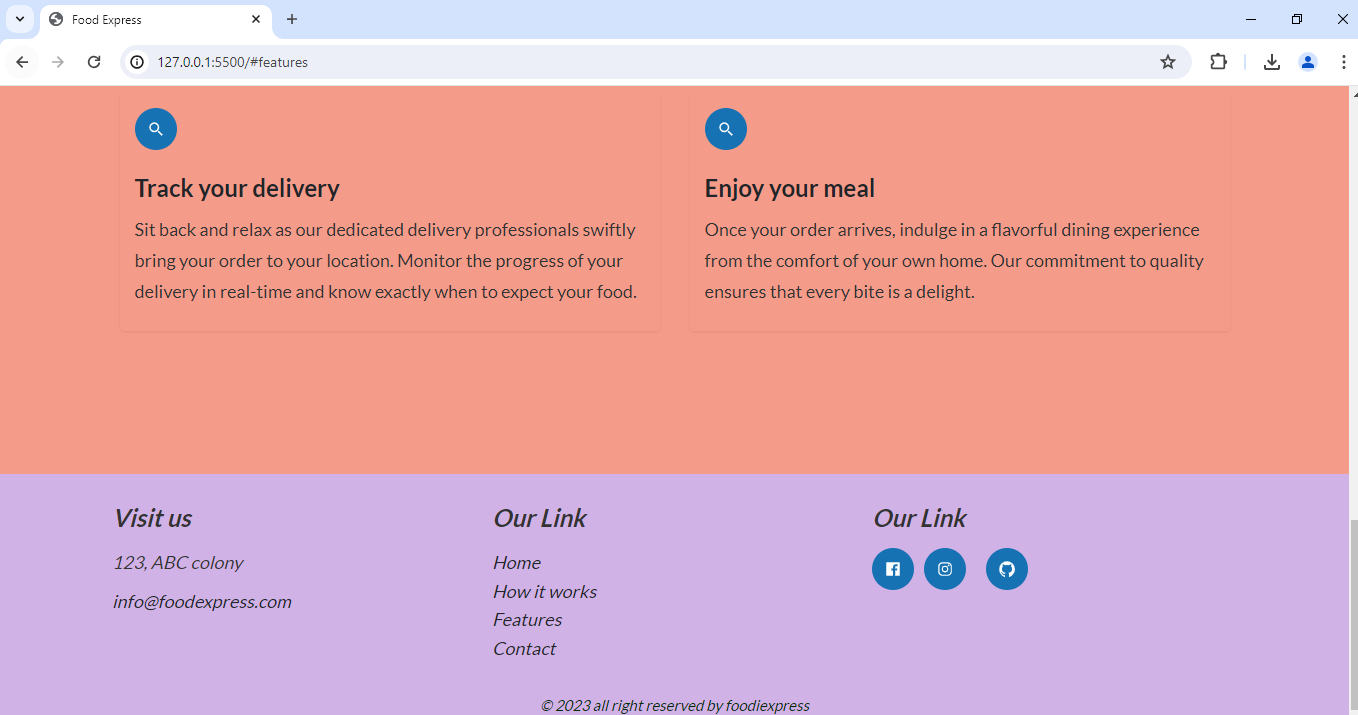 Food Express
127.0.0.1:5500/#features
Track your delivery
Sit back and relax as our dedicated delivery professionals swiftly
bring your order to your location. Monitor the progress of your
delivery in real-time and know exactly when to expect your food.
Enjoy your meal
Once your order arrives, indulge in a flavorful dining experience
from the comfort of your own home. Our commitment to quality
ensures that every bite is a delight.
Visit us
123, ABC colony
info@foodexpress.com
Our Link
Home
How it works
Features
Contact
Our Link
© 2023 all right reserved by foodiexpress